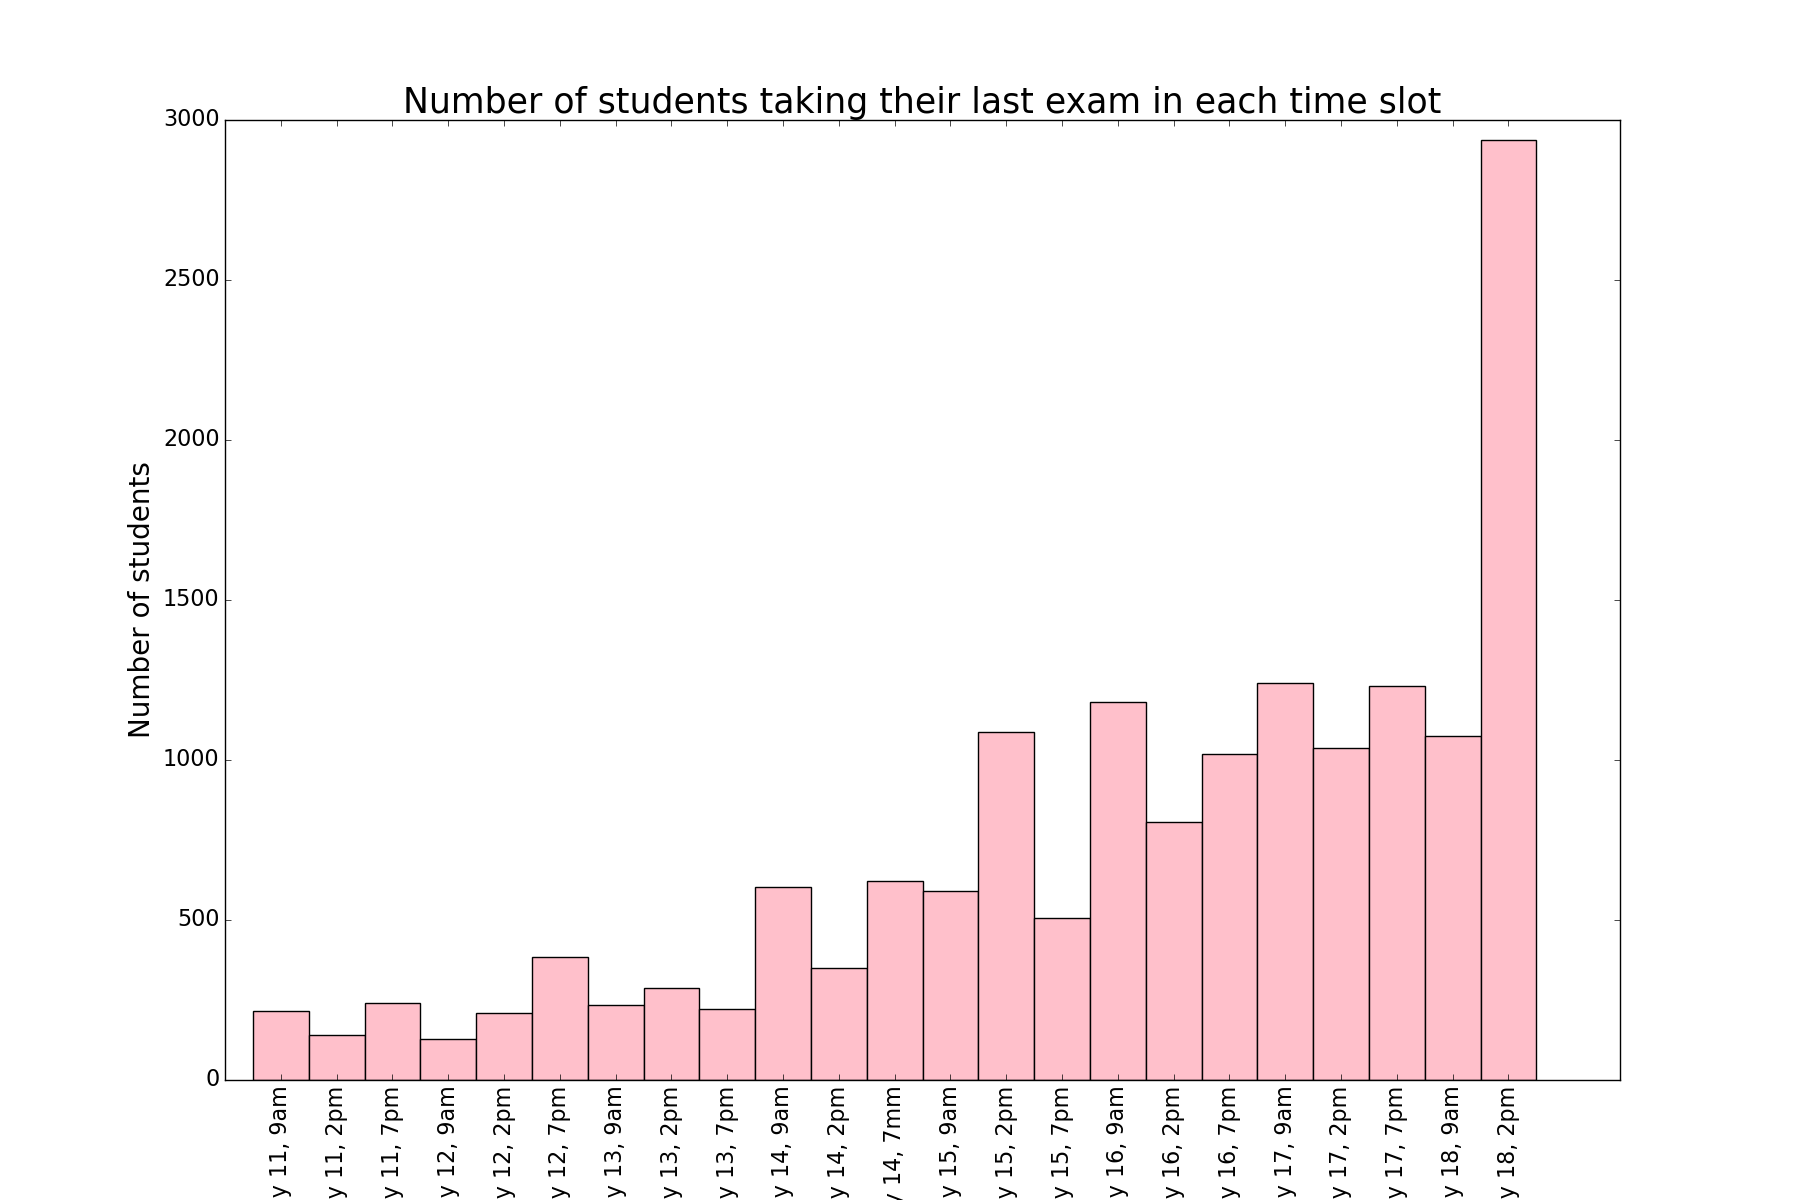 Number of students taking their last exam in each time slot
Number of students
3000
2500
2000
1500
1000
500
0
y 11, 9am
y 11, 2pm
y 11, 7pm
y 12, 9am
y 12, 2pm
y 12, 7pm
y 13, 9am
y 13, 2pm
y 13, 7pm
y 14, 9am
y 14, 2pm
y 14, 7mm
y 15, 9am
y 15, 2pm
y 15, 7pm
y 16, 9am
y 16, 2pm
y 16, 7pm
y 17, 9am
y 17, 2pm
y 17, 7pm
y 18, 9am
y 18, 2pm